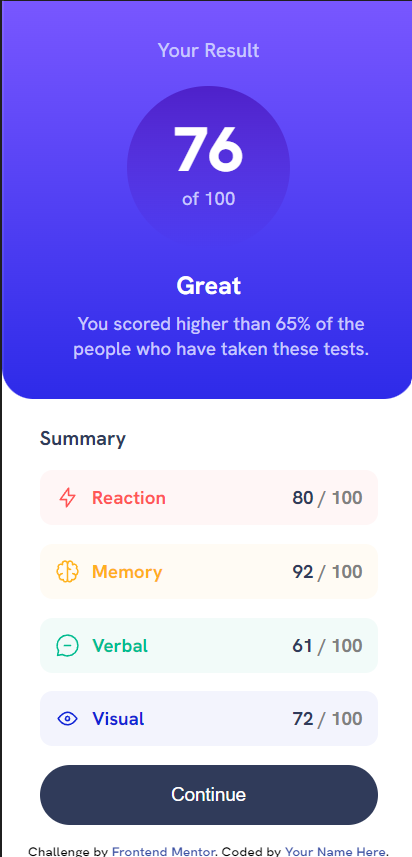 Your Result
76
of 100
Great
You scored higher than 65% of the
people who have taken these tests.
Summary
Reaction 80 / 100
Memory 92 / 100
Verbal 61 / 100
Visual 72 / 100
Continue
Challenge by Frontend Mentor. Coded by Your Name Here.